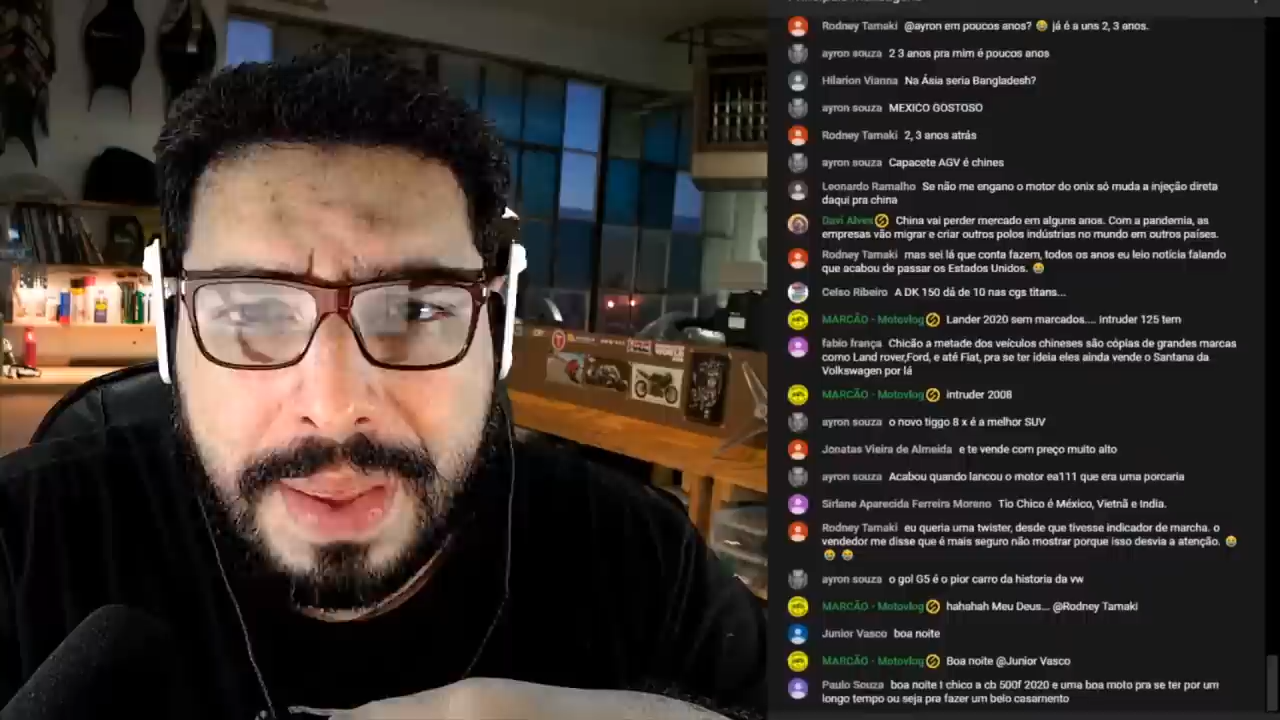 Rodney Tamaki @ayron em poucos anos? 😂 já é a uns 2, 3 anos.
ayron souza 2 3 anos pra mim é poucos anos
Hilarion Vianna Na Ásia seria Bangladesh?
ayron souza MEXICO GOSTOSO
Rodney Tamaki 2, 3 anos atrás
ayron souza Capacete AGV é chines
Leonardo Ramalho Se não me engano o motor do onix só muda a injeção direta
daqui pra china
Davi Alves China vai perder mercado em alguns anos. Com a pandemia, as
empresas vão migrar e criar outros polos indústrias no mundo em outros países.
Rodney Tamaki mas sei lá que conta fazem, todos os anos eu leio notícia falando
que acabou de passar os Estados Unidos. 😂
Celso Ribeiro A DK 150 dá de 10 nas cgs titans...
MARCÃO - Motovlog Lander 2020 sem marcados.... Intruder 125 tem
fabio frança Chicão a metade dos veículos chineses são cópias de grandes marcas
como Land rover,Ford, e até Fiat, pra se ter ideia eles ainda vende o Santana da
Volkswagen por lá
MARCÃO - Motovlog intruder 2008
ayron souza o novo tiggo 8 x é a melhor SUV
Jonatas Vieira de Almeida e te vende com preço muito alto
ayron souza Acabou quando lancou o motor ea111 que era uma porcaria
Sirlane Aparecida Ferreira Moreno Tio Chico é México, Vietnã e India.
Rodney Tamaki eu queria uma twister, desde que tivesse indicador de marcha. o
vendedor me disse que é mais seguro não mostrar porque isso desvia a atenção. 😂
😂 😂
ayron souza o gol G5 é o pior carro da historia da vw
MARCÃO - Motovlog hahahah Meu Deus... @Rodney Tamaki
Junior Vasco boa noite
MARCÃO - Motovlog Boa noite @Junior Vasco
Paulo Souza boa noite t chico a cb 500f 2020 e uma boa moto pra se ter por um
longo tempo ou seja pra fazer um belo casamento